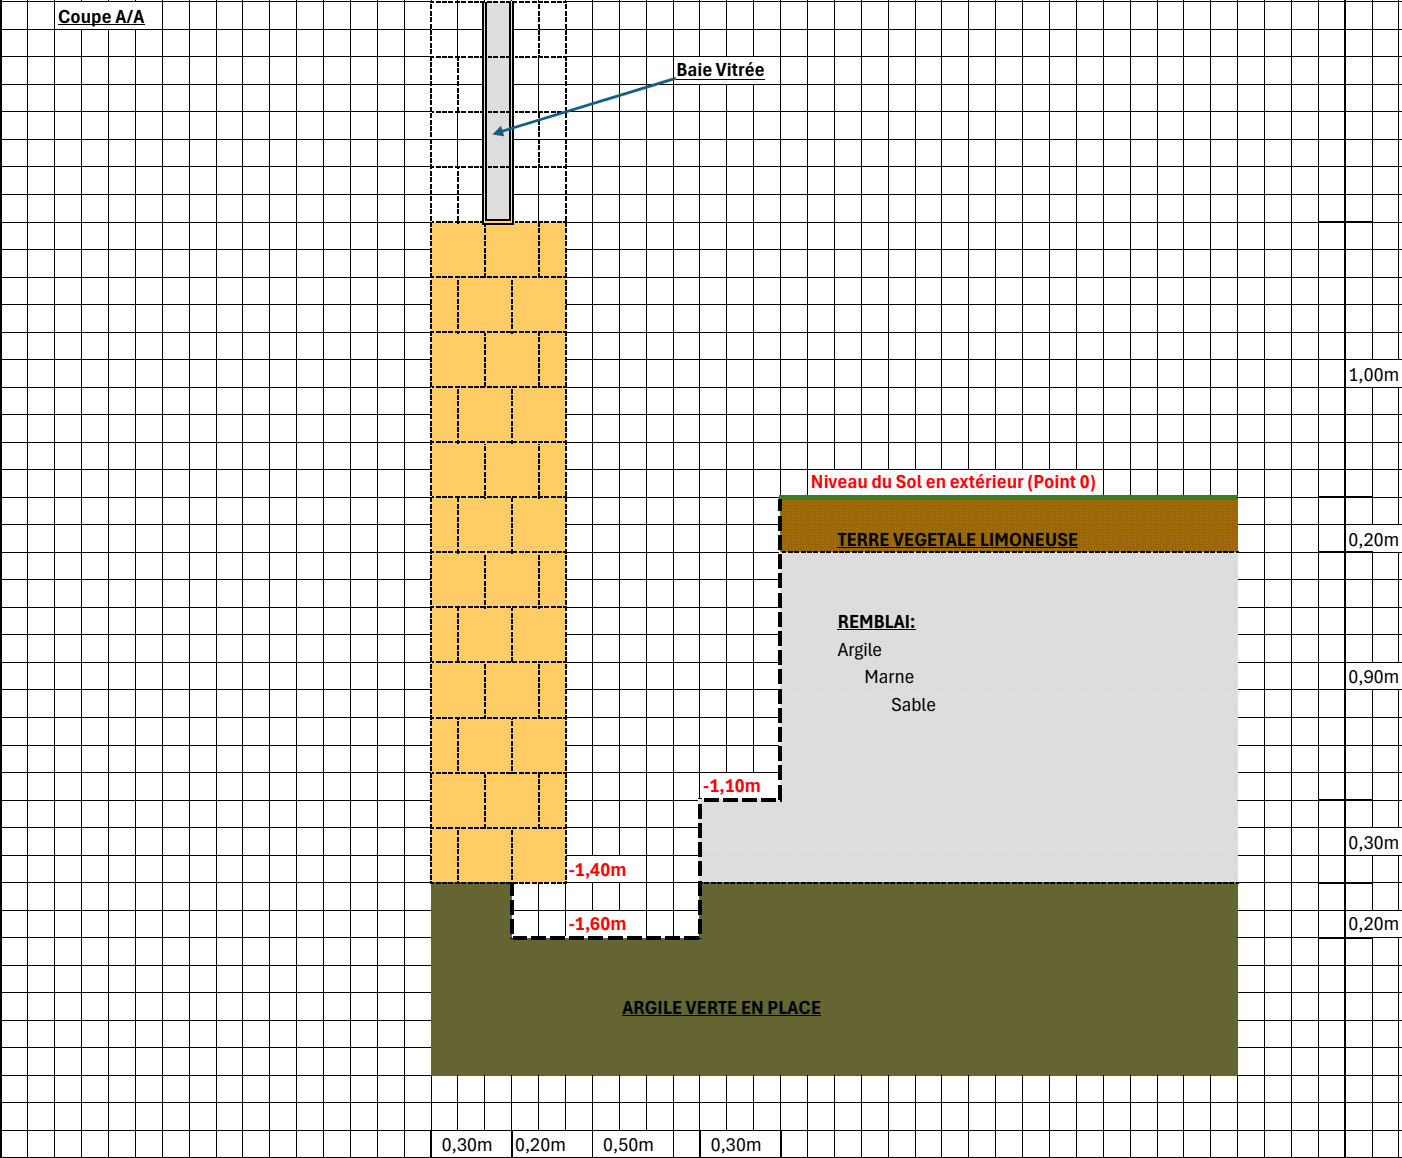 Coupe A/A
Baie Vitrée
1,00m
Niveau du Sol en extérieur (Point 0)
TERRE VEGETALE LIMONEUSE
0,20m
REMBLAI:
Argile
Marne
0,90m
Sable
-1,10m
0,30m
-1,40m
-1,60m
0,20m
ARGILE VERTE EN PLACE
0,30m
0,20m
0,50m
0,30m